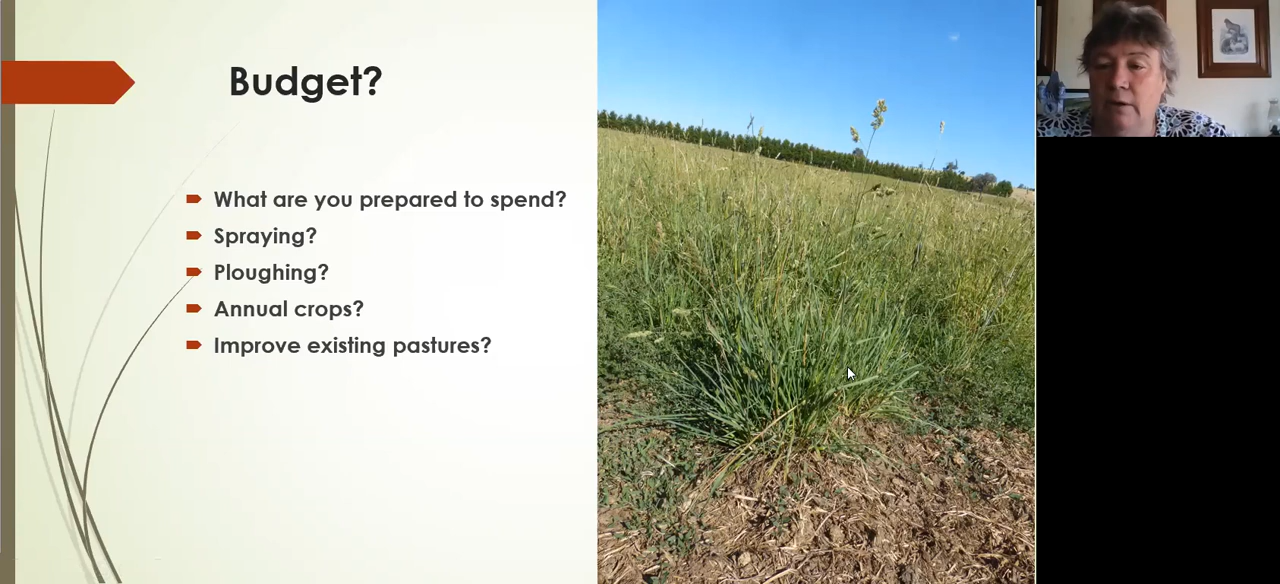 Budget?
What are you prepared to spend?
Spraying?
Ploughing?
Annual crops?
Improve existing pastures?